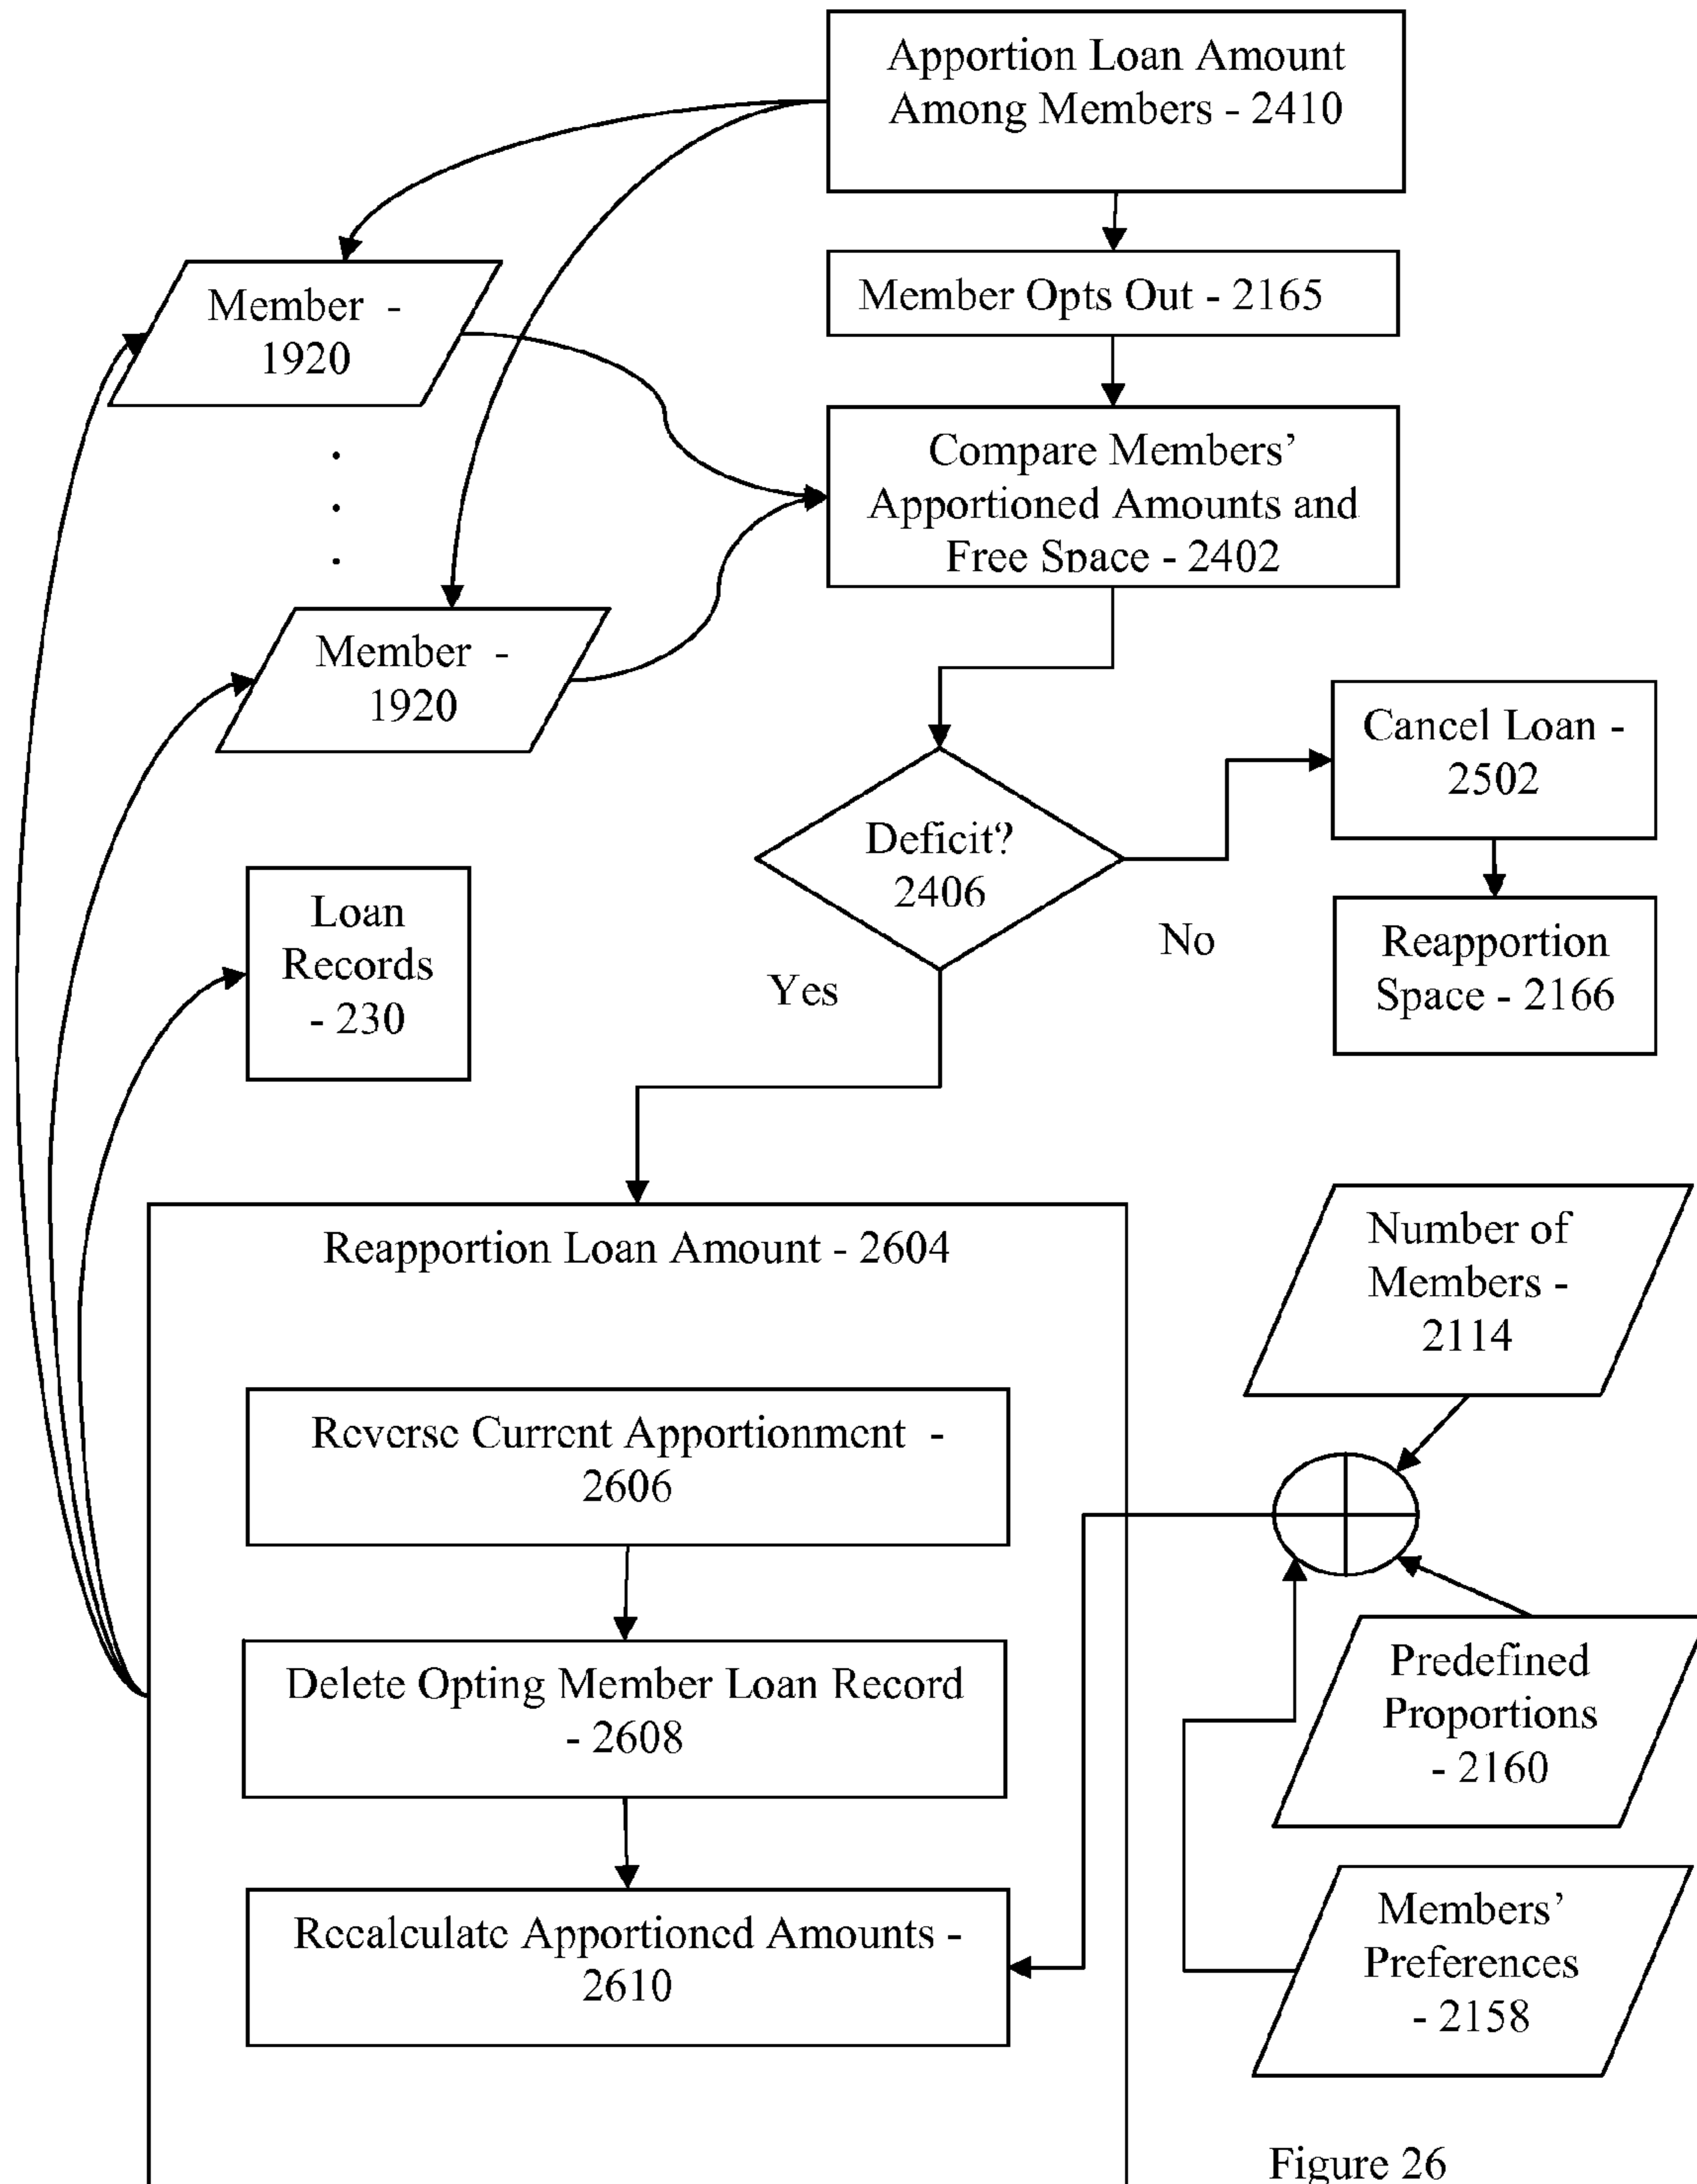 Apportion Loan Amount
Among Members - 2410
Member Opts Out - 2165
Member -
1920
Compare Members’
Apportioned Amounts and
Free Space - 2402
.
.
.
Member -
1920
Cancel Loan -
2502
Deficit?
2406
No
Yes
Reapportion
Space - 2166
Loan
Records
- 230
Reapportion Loan Amount - 2604
Number of
Members -
2114
Reverse Current Apportionment -
2606
Delete Opting Member Loan Record
- 2608
Predefined
Proportions
- 2160
Recalculate Apportioned Amounts -
2610
Members’
Preferences
- 2158
Figure 26